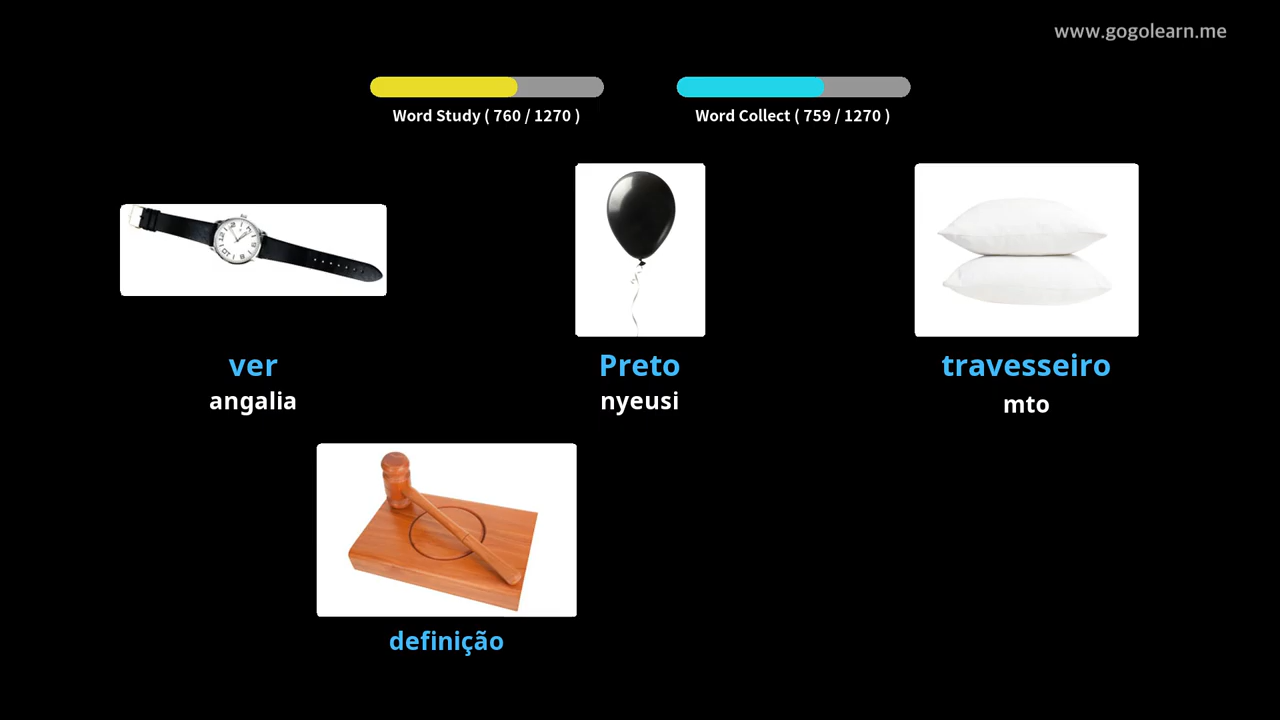 www.gogolearn.me
Word Study ( 760 / 1270 )
Word Collect ( 759 / 1270 )
ver
angalia
Preto
nyeusi
travesseiro
mto
definição